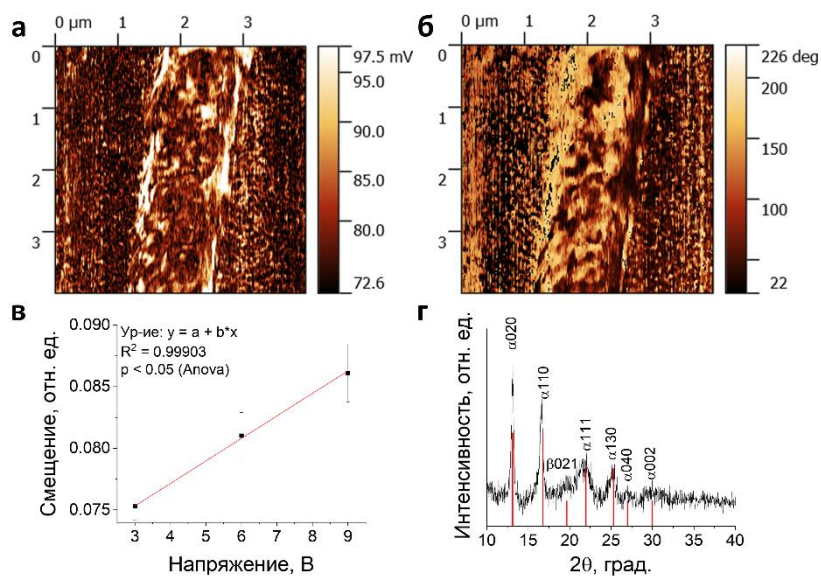 а
0 µm 1 2 3
0
1
2
3
97.5 mV
95.0
90.0
85.0
80.0
72.6
б
0 µm 1 2 3
0
1
2
3
226 deg
200
150
100
22
в
Ур-ие: y = a + b*x
R² = 0.99903
p < 0.05 (Anova)
Смещение, отн. ед.
0.090
0.085
0.080
0.075
3 4 5 6 7 8 9
Напряжение, В
г
Интенсивность, отн. ед.
α020
α110
β021
α111
α130
α040
α002
10 15 20 25 30 35 40
2θ, град.